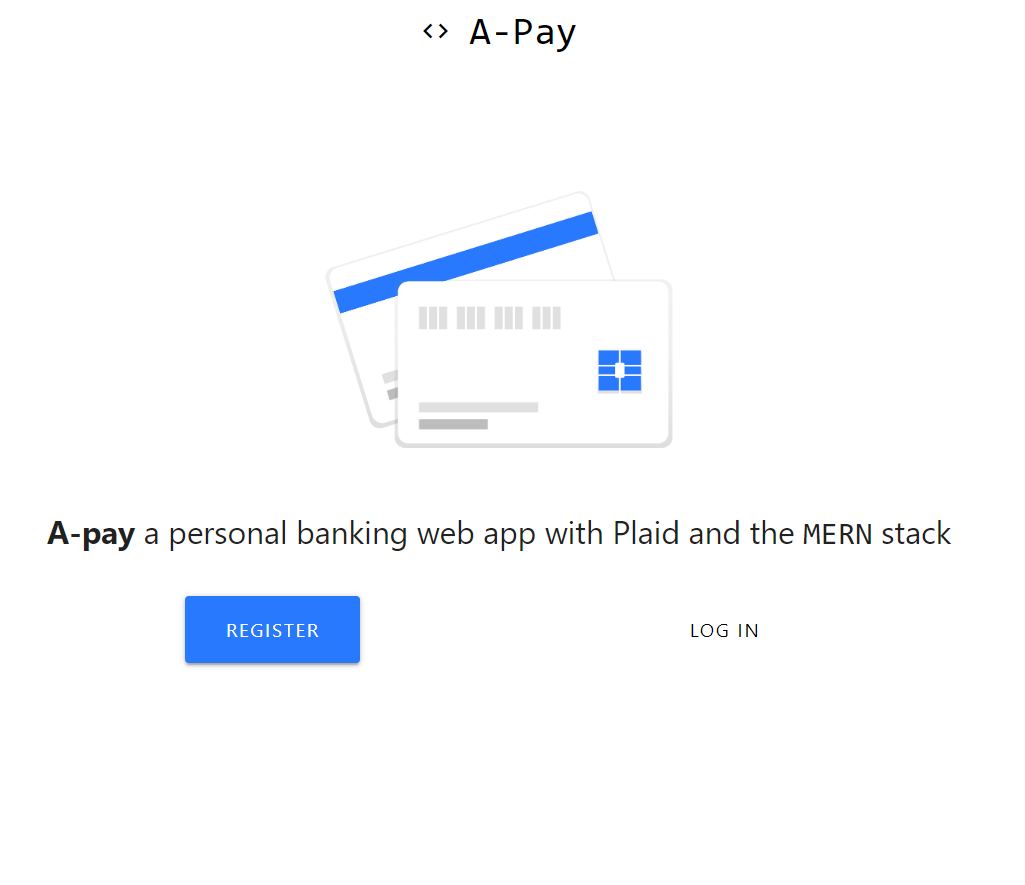 <> A-Pay
A-pay a personal banking web app with Plaid and the MERN stack
REGISTER
LOG IN